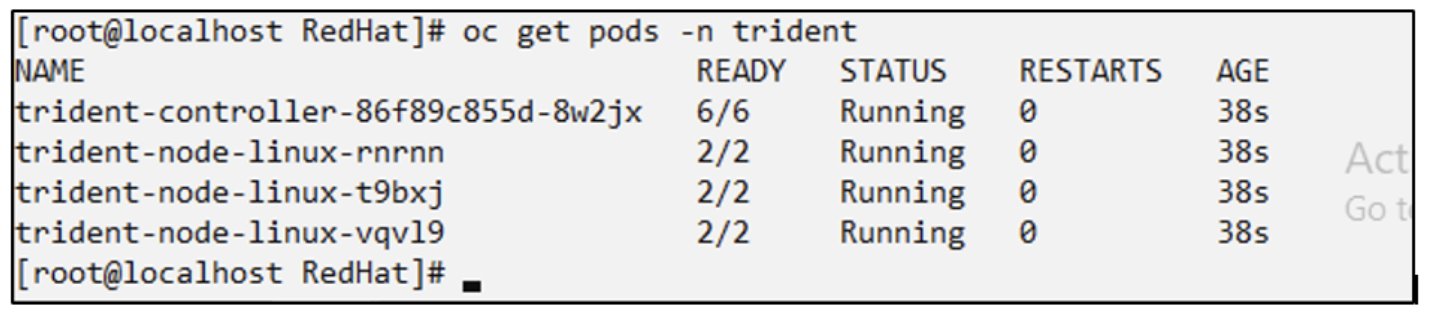 [root@localhost RedHat]# oc get pods -n trident
NAME READY STATUS RESTARTS AGE
trident-controller-86f89c855d-8w2jx 6/6 Running 0 38s
trident-node-linux-rnrnn 2/2 Running 0 38s
trident-node-linux-t9bxj 2/2 Running 0 38s
trident-node-linux-vqvl9 2/2 Running 0 38s
[root@localhost RedHat]#
Act
Go t